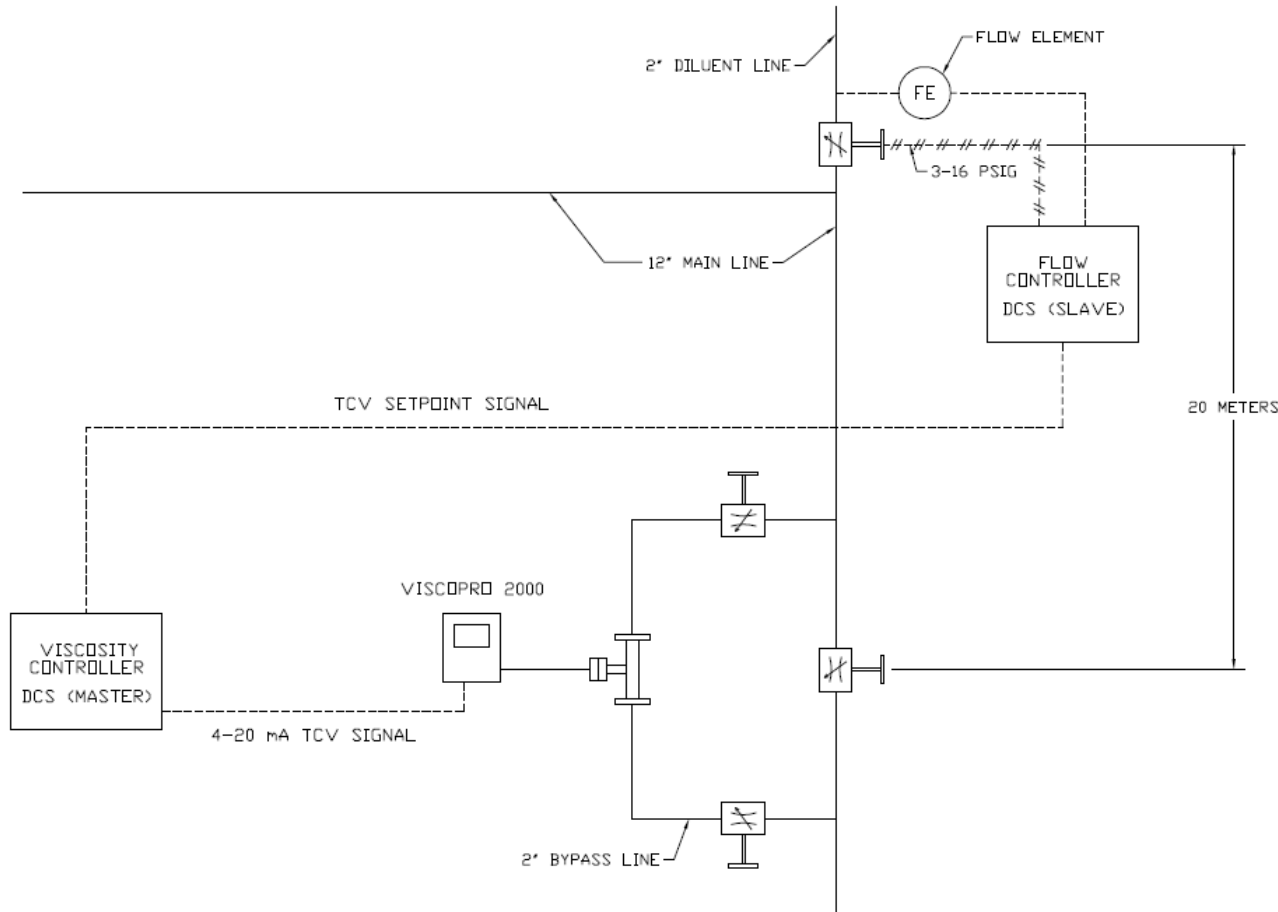 FLOW ELEMENT
2" DILUENT LINE
FE
3-16 PSIG
12" MAIN LINE
FLOW
CONTROLLER
DCS (SLAVE)
TCV SETPOINT SIGNAL
20 METERS
VISCOPRO 2000
VISCOSITY
CONTROLLER
DCS (MASTER)
4-20 mA TCV SIGNAL
2" BYPASS LINE